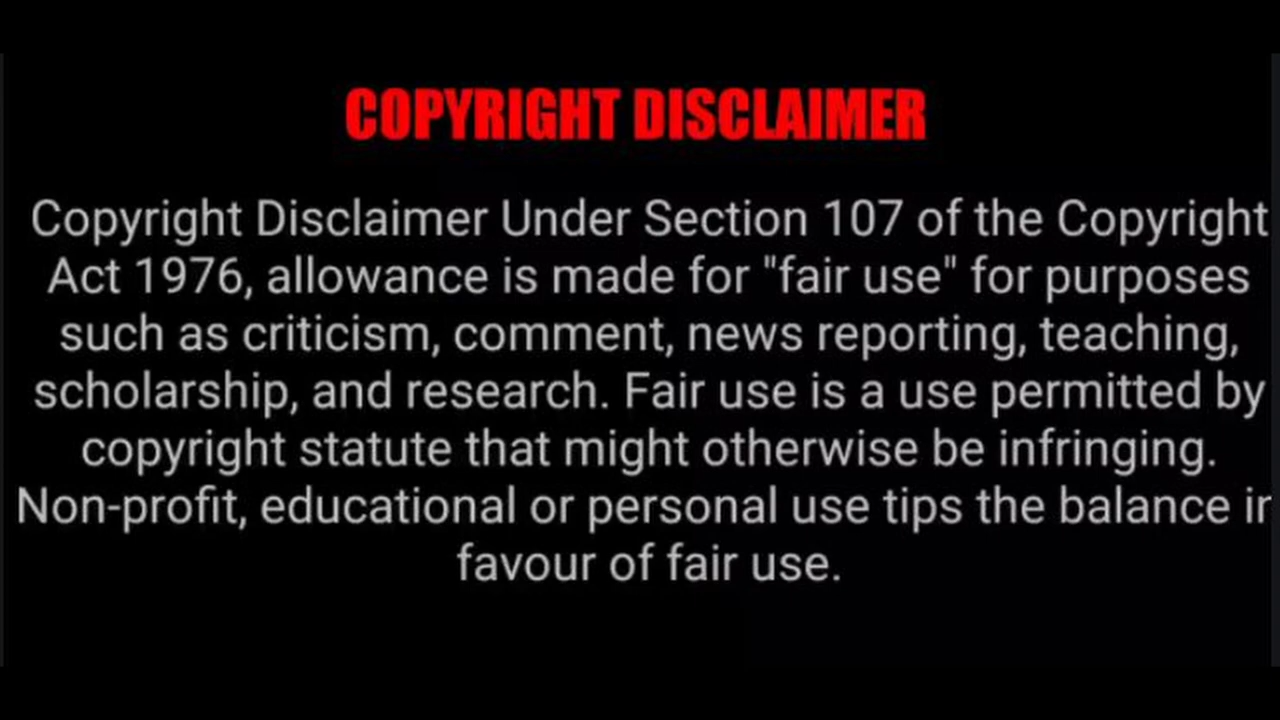 COPYRIGHT DISCLAIMER
Copyright Disclaimer Under Section 107 of the Copyright
Act 1976, allowance is made for "fair use" for purposes
such as criticism, comment, news reporting, teaching,
scholarship, and research. Fair use is a use permitted by
copyright statute that might otherwise be infringing.
Non-profit, educational or personal use tips the balance in
favour of fair use.